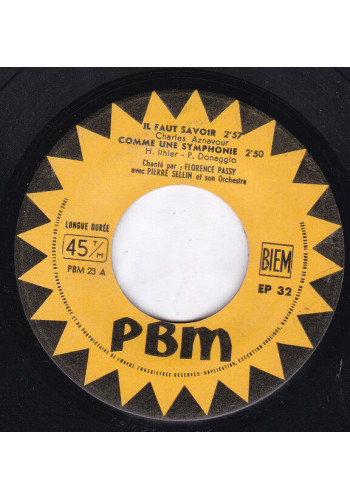 IL FAUT SAVOIR 2'57
Charles Aznavour
COMME UNE SYMPHONIE 2'50
H. Ithier - P. Donaggio
Chanté par : FLORENCE PASSY
avec PIERRE SELLIN et son Orchestre
LONGUE DURÉE
45 T/M
PBM 23 A
BIEM
EP 32
PBM